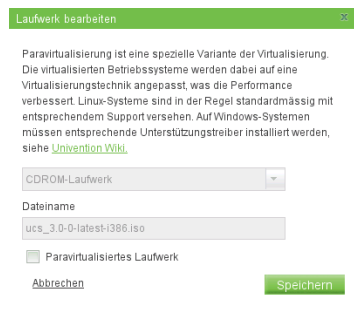 Laufwerk bearbeiten
Paravirtualisierung ist eine spezielle Variante der Virtualisierung.
Die virtualisierten Betriebssysteme werden dabei auf eine
Virtualisierungstechnik angepasst, was die Performance
verbessert. Linux-Systeme sind in der Regel standardmässig mit
entsprechendem Support versehen. Auf Windows-Systemen
müssen entsprechende Unterstützungstreiber installiert werden,
siehe Univention Wiki.
CDROM-Laufwerk
Dateiname
ucs_3.0-0-latest-i386.iso
Paravirtualisiertes Laufwerk
Abbrechen Speichern